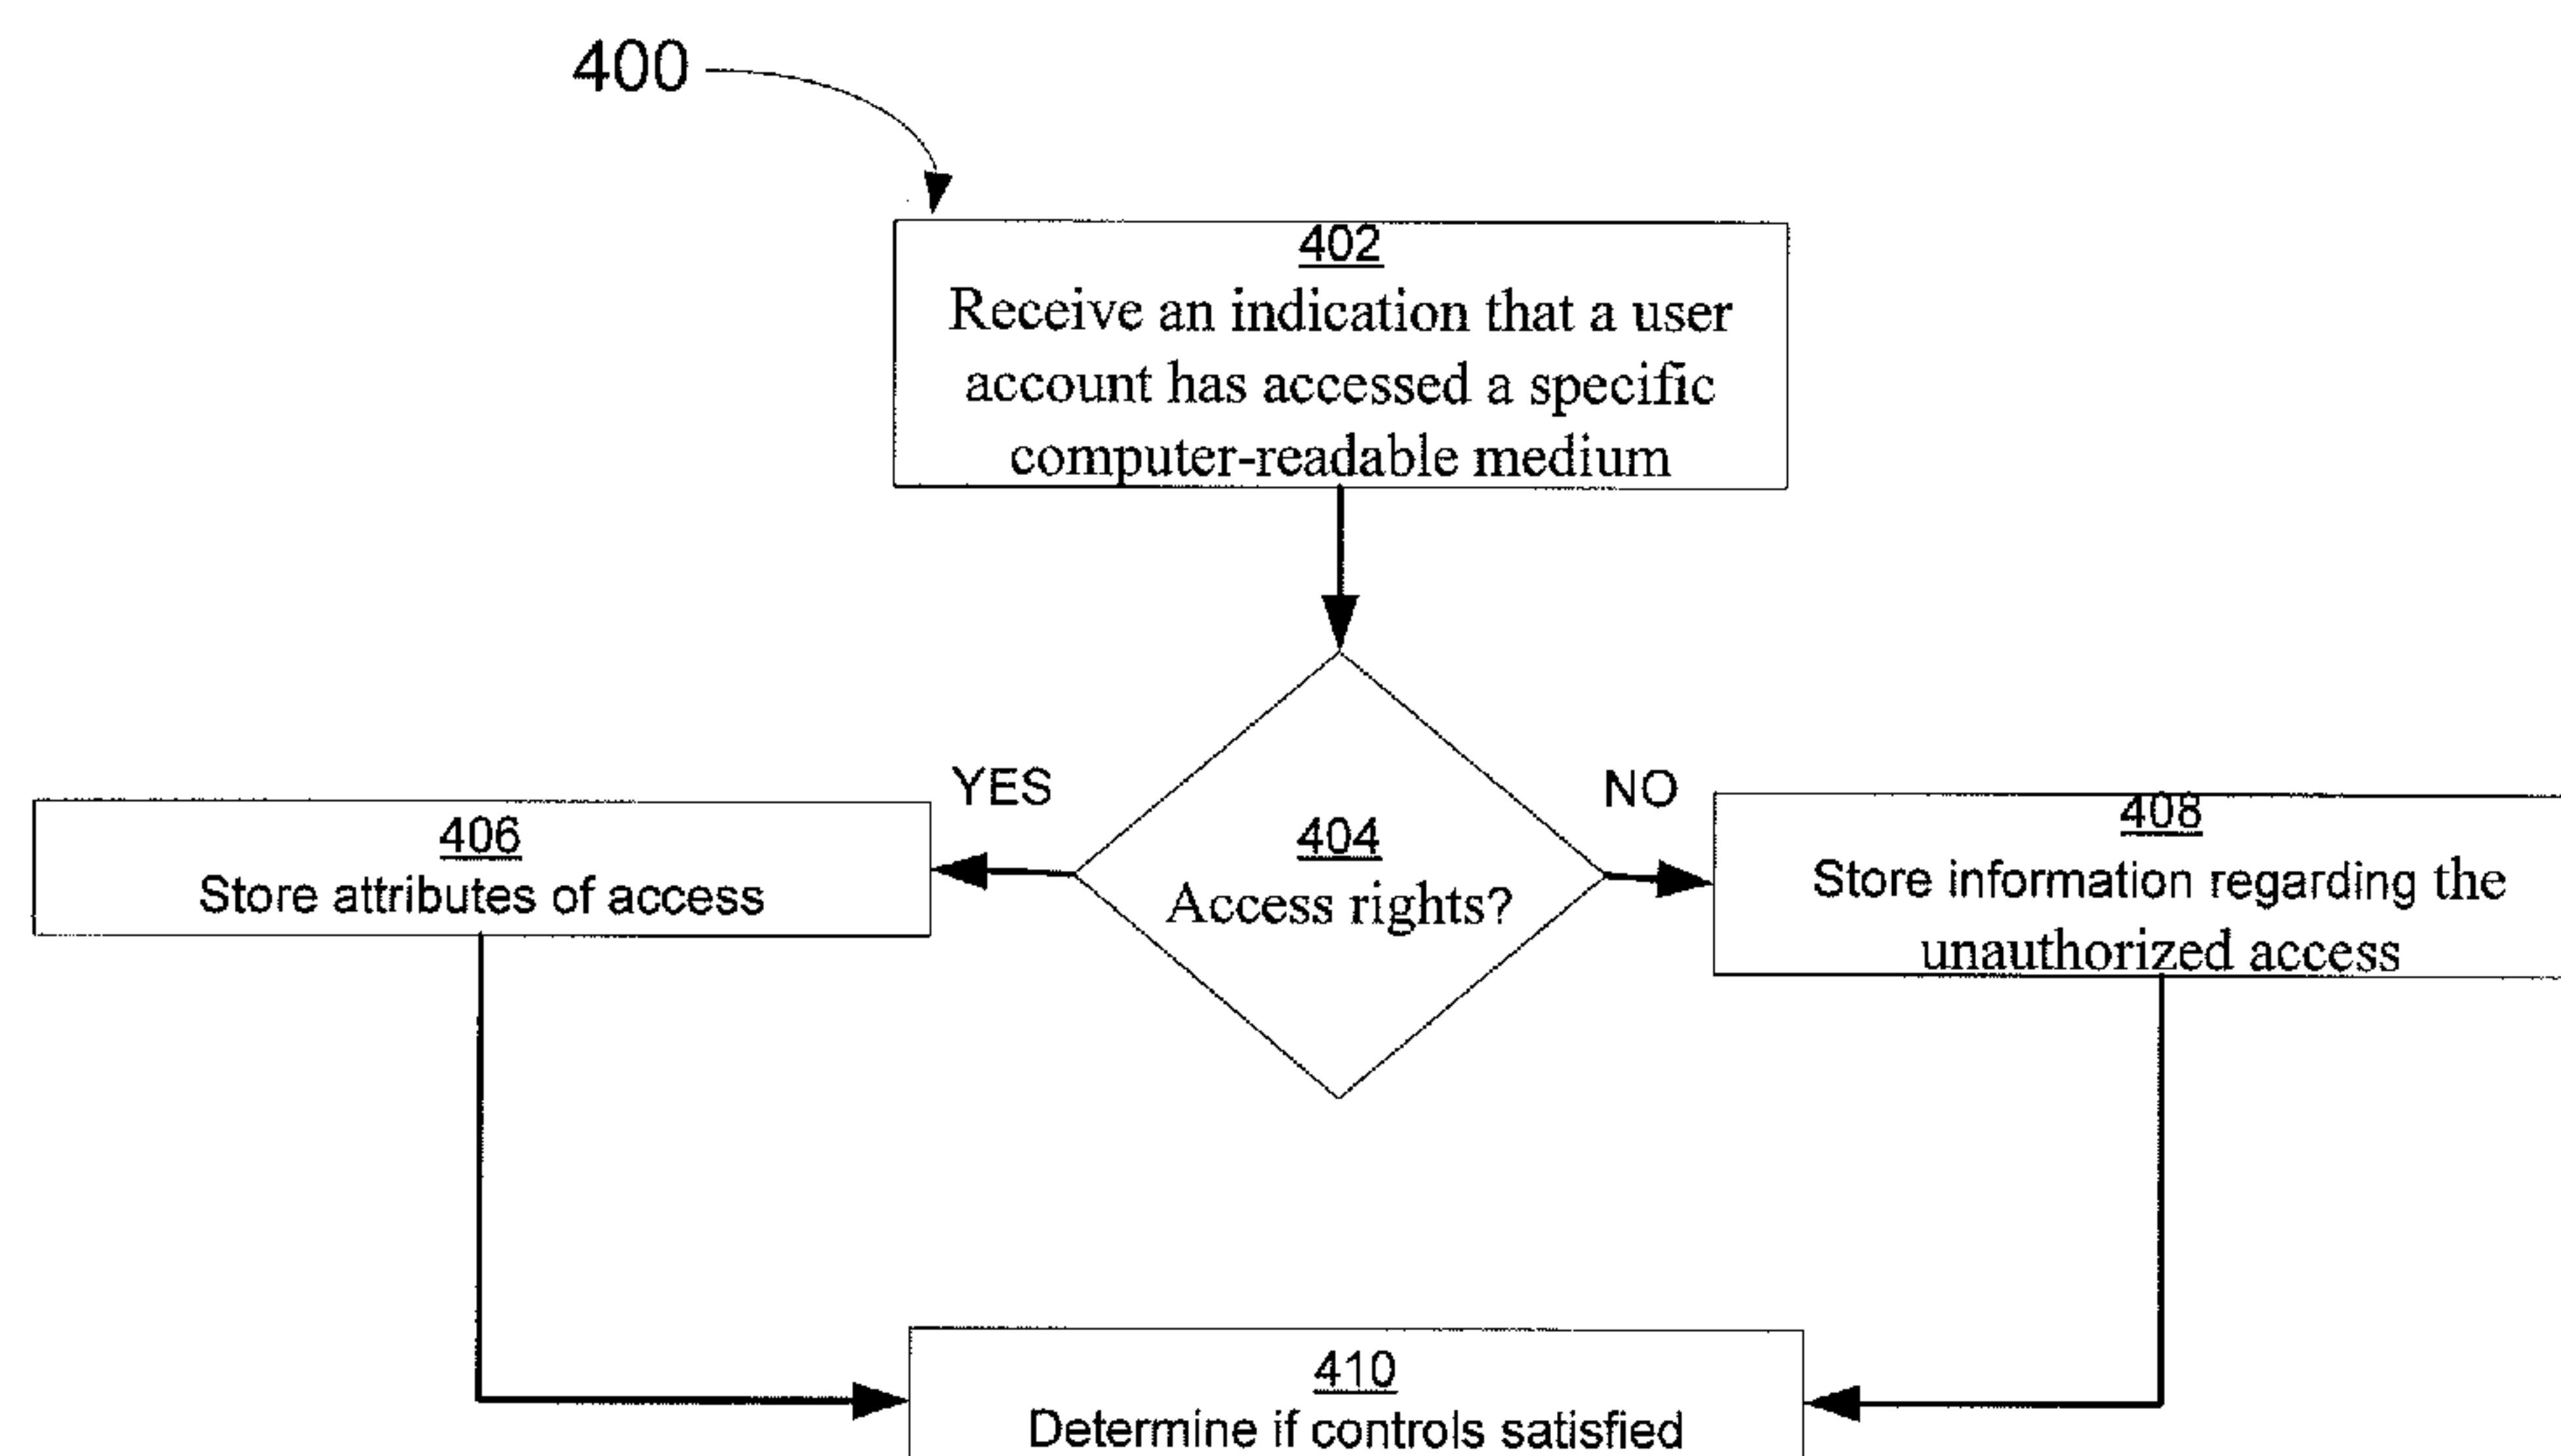 400
402
Receive an indication that a user
account has accessed a specific
computer-readable medium
YES
NO
404
Access rights?
406
Store attributes of access
408
Store information regarding the
unauthorized access
410
Determine if controls satisfied